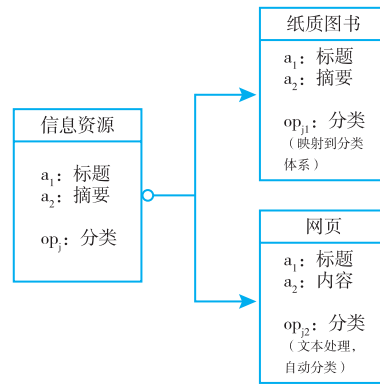 信息资源
a1：标题
a2：摘要
opj：分类
纸质图书
a1：标题
a2：摘要
opj1：分类
（映射到分类
体系）
网页
a1：标题
a2：内容
opj2：分类
（文本处理，
自动分类）